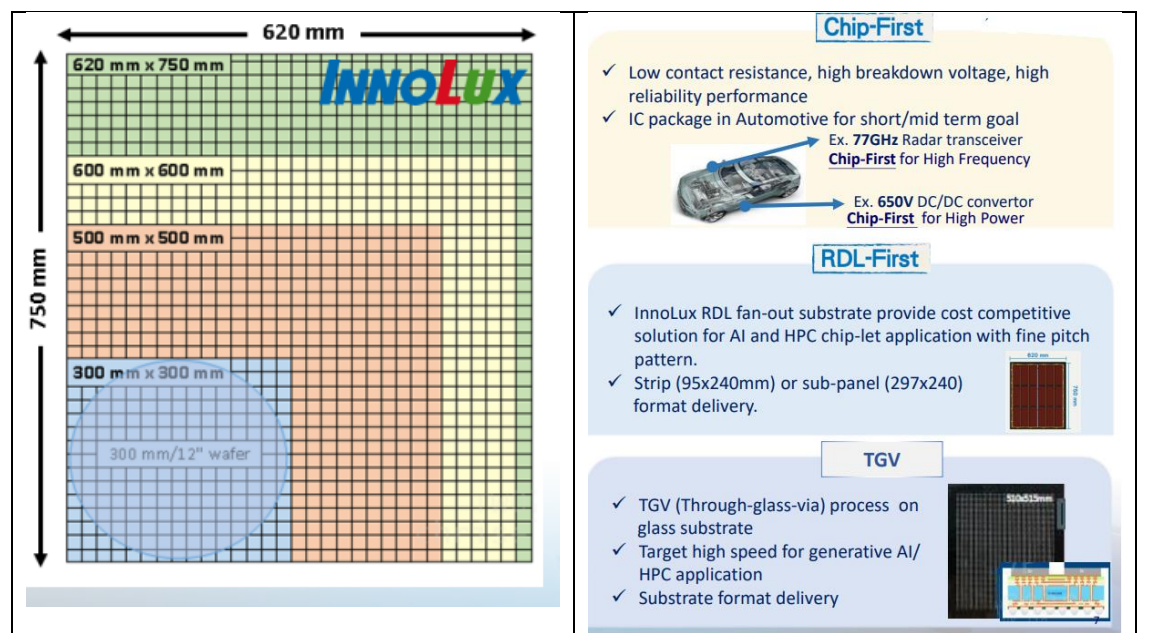 620 mm
750 mm
620 mm x 750 mm
INNOLUX
600 mm x 600 mm
500 mm x 500 mm
300 mm x 300 mm
300 mm/12" wafer
Chip-First
✓ Low contact resistance, high breakdown voltage, high
reliability performance
✓ IC package in Automotive for short/mid term goal
Ex. 77GHz Radar transceiver
Chip-First for High Frequency
Ex. 650V DC/DC convertor
Chip-First for High Power
RDL-First
✓ InnoLux RDL fan-out substrate provide cost competitive
solution for AI and HPC chip-let application with fine pitch
pattern.
✓ Strip (95x240mm) or sub-panel (297x240)
format delivery.
620 mm
750 mm
TGV
✓ TGV (Through-glass-via) process on
glass substrate
✓ Target high speed for generative AI/
HPC application
✓ Substrate format delivery
510x515mm
7